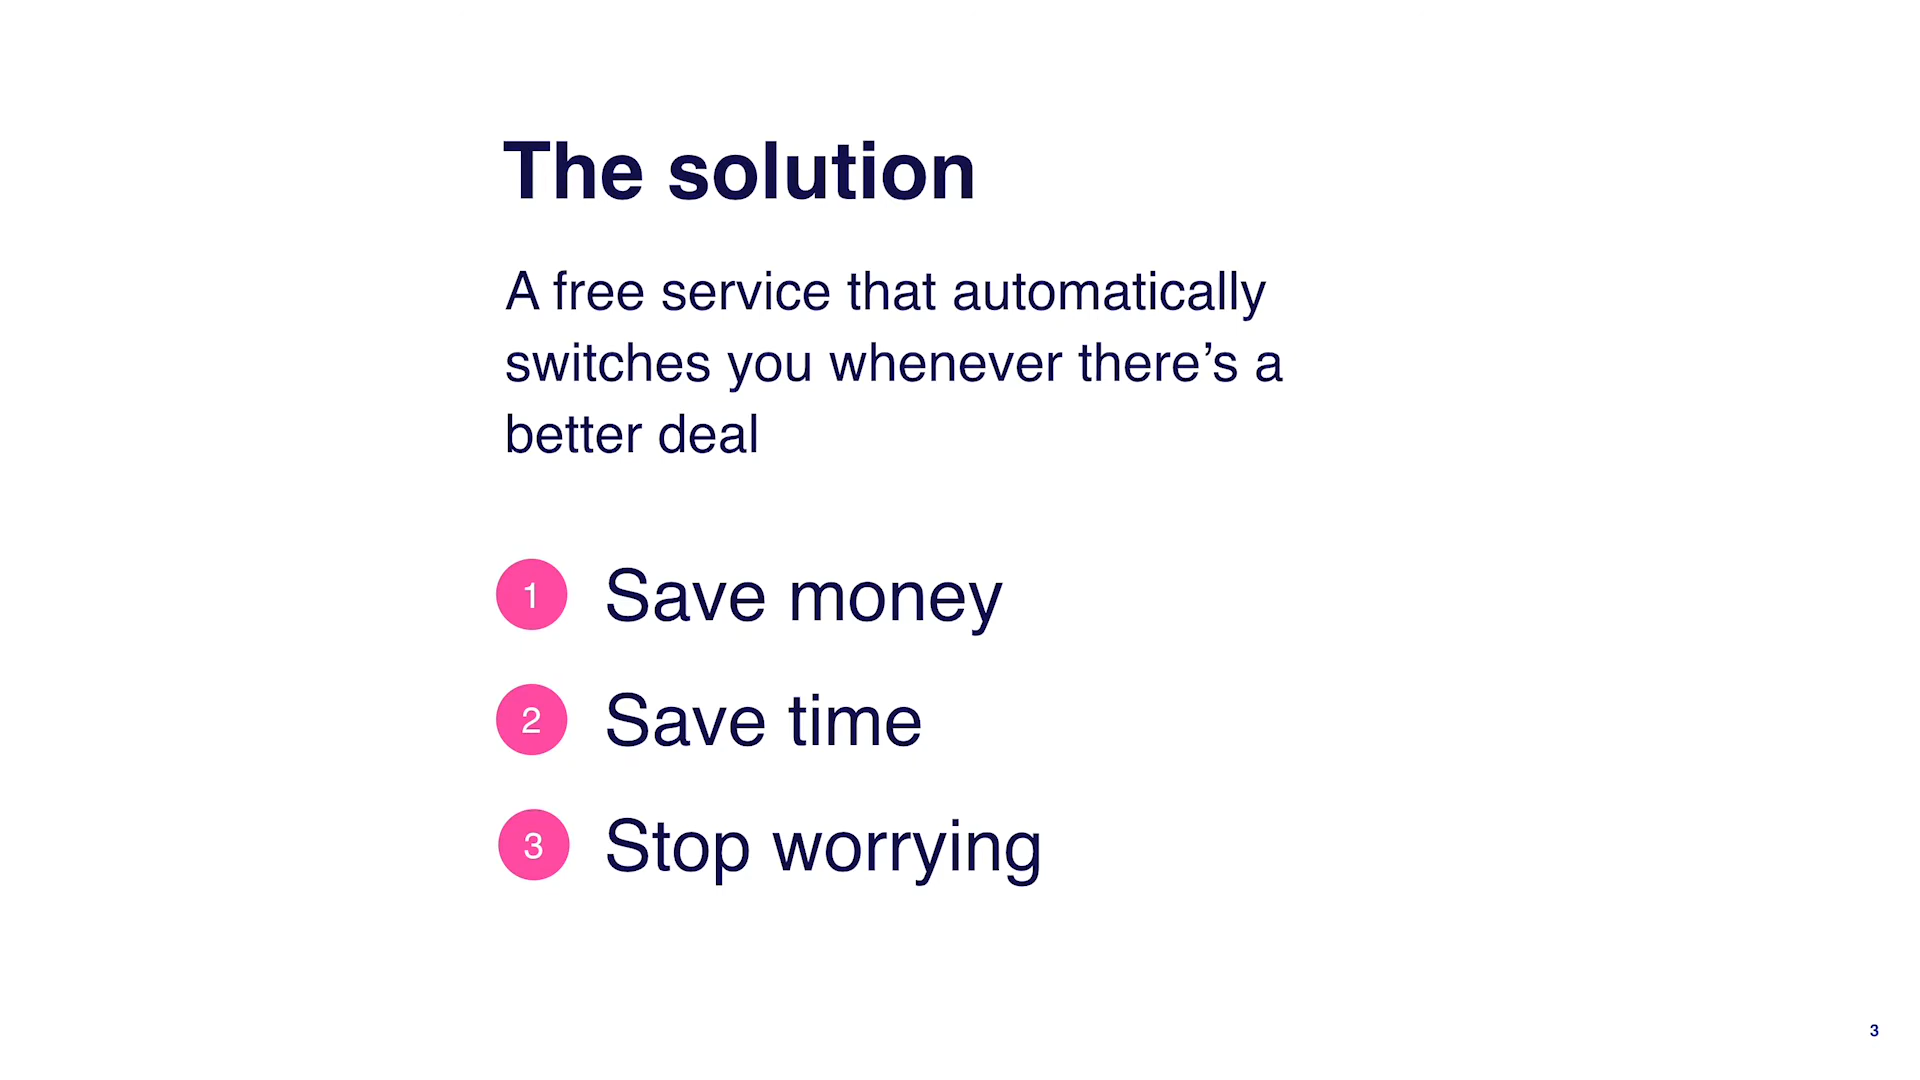 The solution
A free service that automatically
switches you whenever there’s a
better deal
1 Save money
2 Save time
3 Stop worrying
3